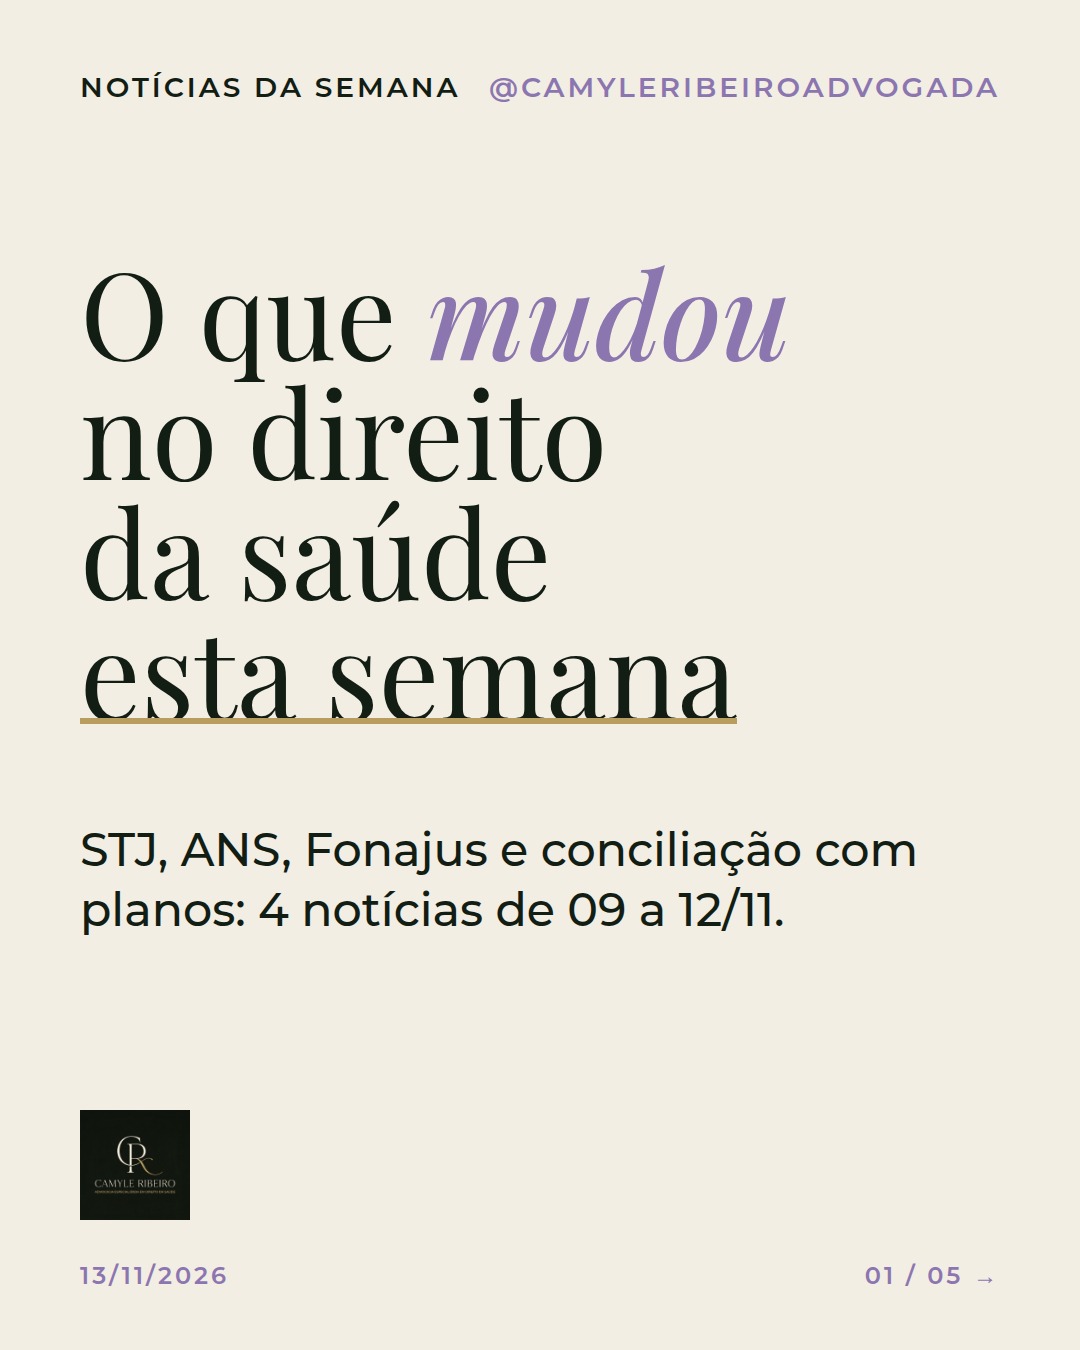 NOTÍCIAS DA SEMANA @CAMYLERIBEIROADVOGADA
O que mudou
no direito
da saúde
esta semana
STJ, ANS, Fonajus e conciliação com
planos: 4 notícias de 09 a 12/11.
CR
CAMYLE RIBEIRO
13/11/2026 01 / 05 →